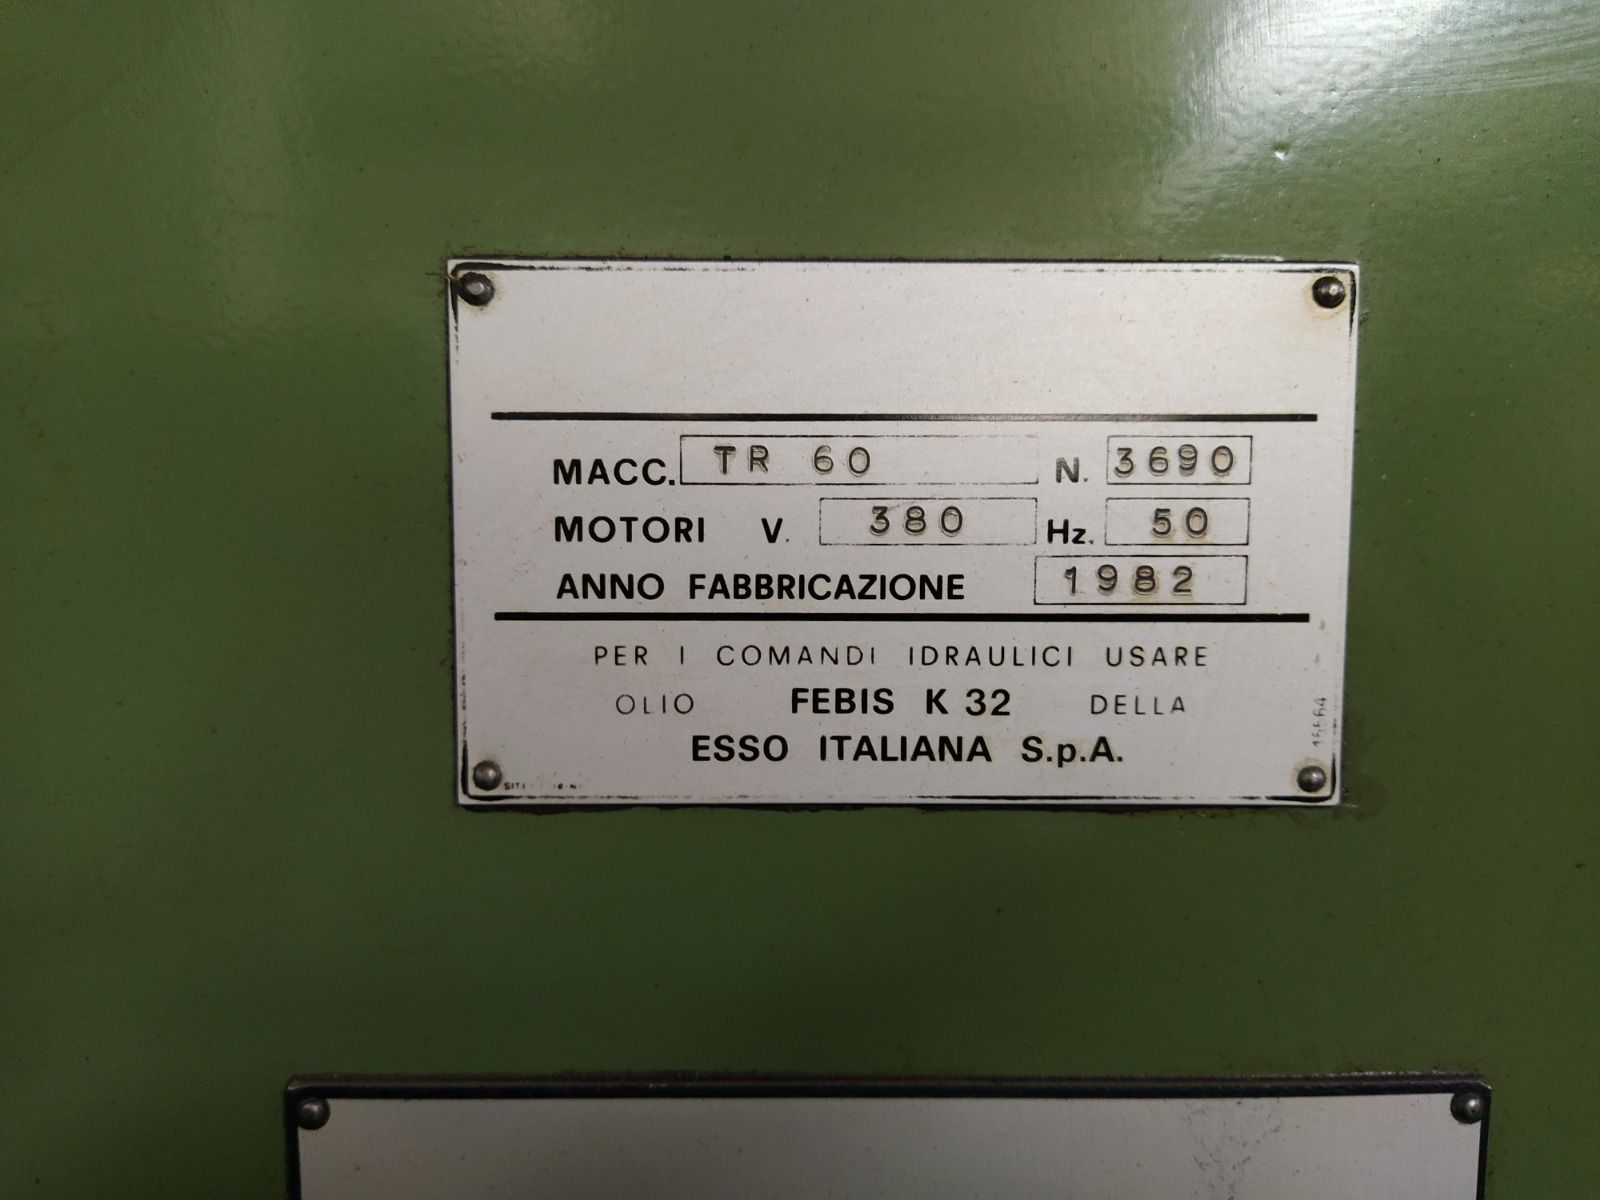 MACC. TR 60 N. 3690
MOTORI V. 380 Hz. 50
ANNO FABBRICAZIONE 1982
PER I COMANDI IDRAULICI USARE
OLIO FEBIS K 32 DELLA
ESSO ITALIANA S.p.A.